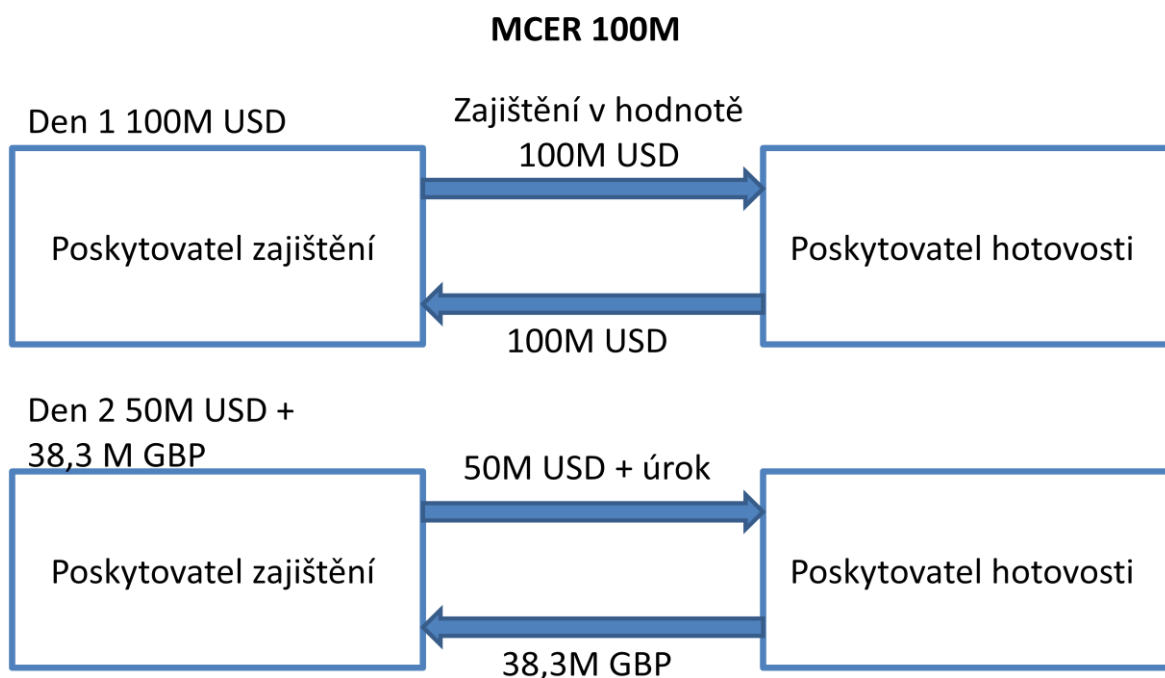 MCER 100M
Den 1 100M USD
Zajištění v hodnotě
100M USD
Poskytovatel zajištění
Poskytovatel hotovosti
100M USD
Den 2 50M USD +
38,3 M GBP
50M USD + úrok
Poskytovatel zajištění
Poskytovatel hotovosti
38,3M GBP